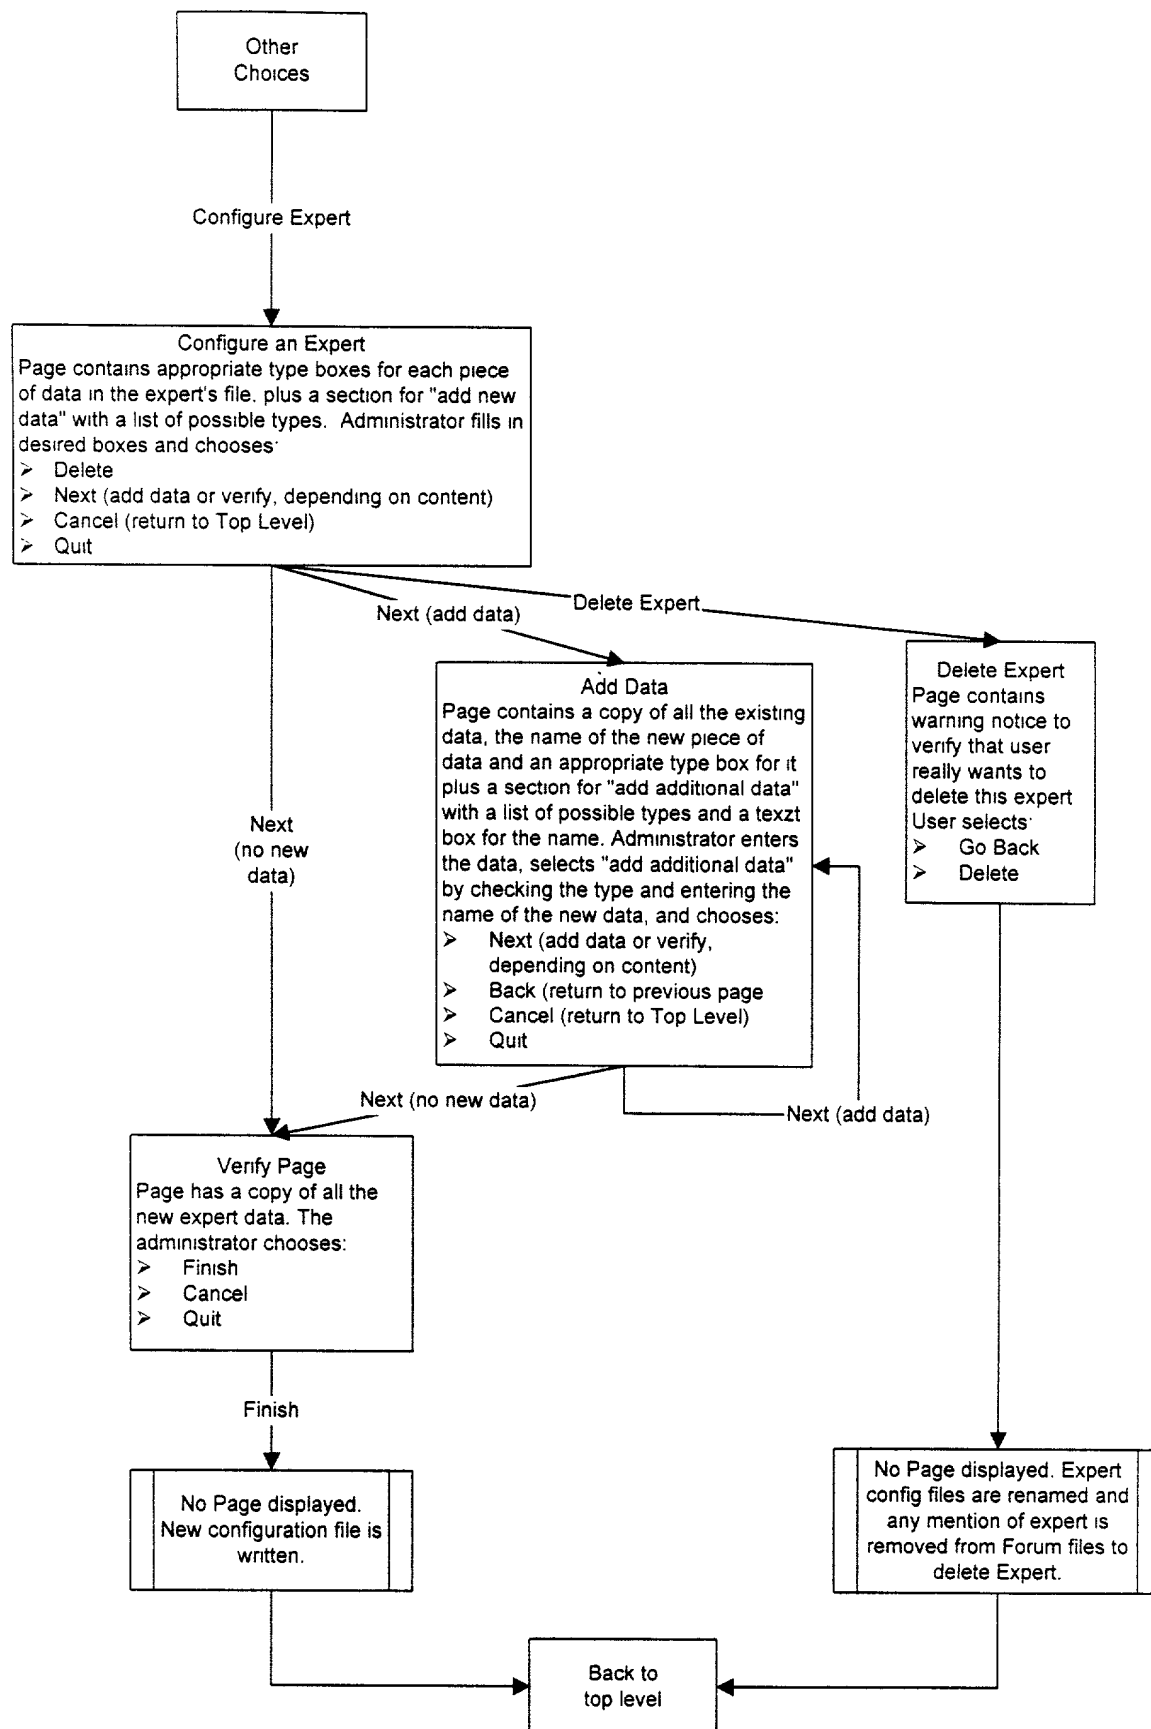 Other
Choices
Configure Expert
Configure an Expert
Page contains appropriate type boxes for each piece
of data in the expert's file. plus a section for "add new
data" with a list of possible types. Administrator fills in
desired boxes and chooses:
➢ Delete
➢ Next (add data or verify, depending on content)
➢ Cancel (return to Top Level)
➢ Quit
Next (add data)
Delete Expert
Next
(no new
data)
Add Data
Page contains a copy of all the existing
data, the name of the new piece of
data and an appropriate type box for it
plus a section for "add additional data"
with a list of possible types and a texzt
box for the name. Administrator enters
the data, selects "add additional data"
by checking the type and entering the
name of the new data, and chooses:
➢ Next (add data or verify,
depending on content)
➢ Back (return to previous page
➢ Cancel (return to Top Level)
➢ Quit
Delete Expert
Page contains
warning notice to
verify that user
really wants to
delete this expert
User selects:
➢ Go Back
➢ Delete
Next (no new data)
Next (add data)
Verify Page
Page has a copy of all the
new expert data. The
administrator chooses:
➢ Finish
➢ Cancel
➢ Quit
Finish
No Page displayed.
New configuration file is
written.
No Page displayed. Expert
config files are renamed and
any mention of expert is
removed from Forum files to
delete Expert.
Back to
top level